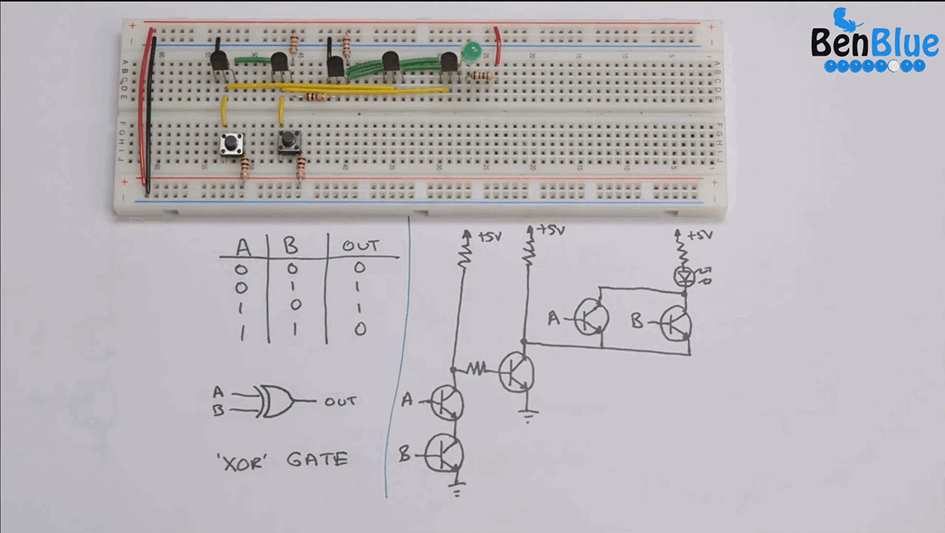 BenBlue
A B OUT
0 0 0
0 1 1
1 0 1
1 1 0
A
B
OUT
'XOR' GATE
+5V
+5V
+5V
A
B
A
B